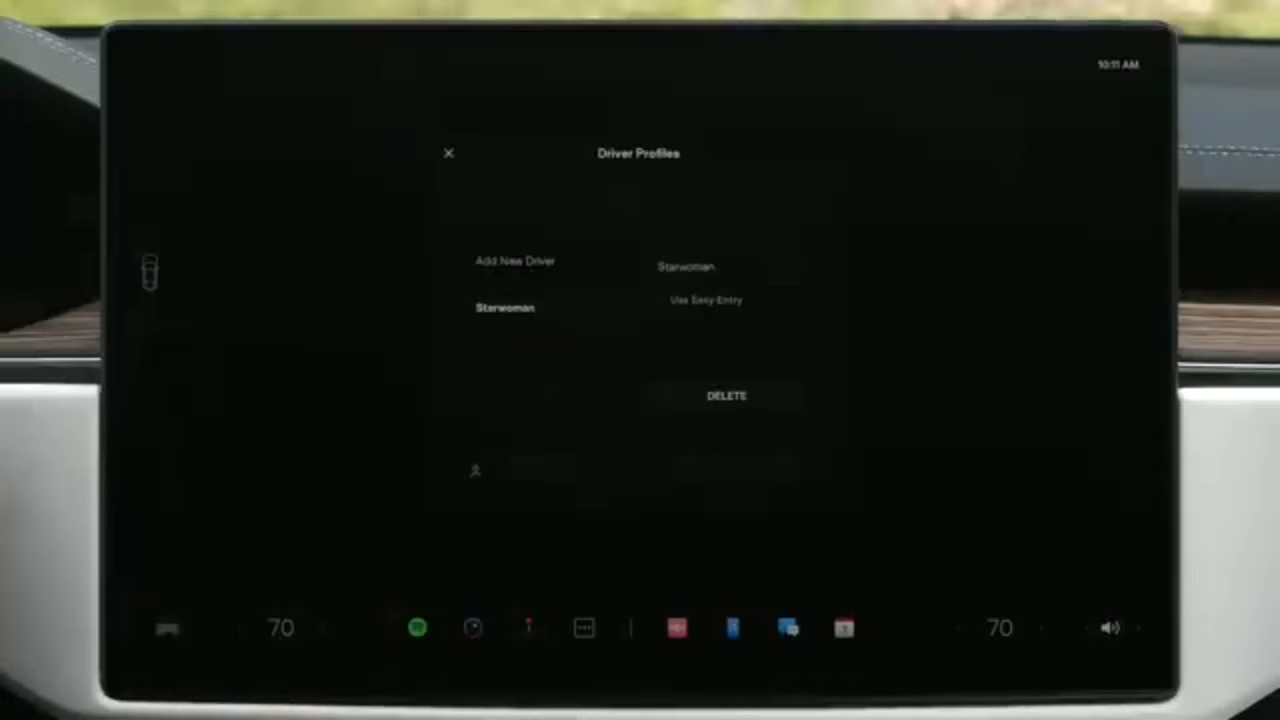 10:11 AM
Driver Profiles
Add New Driver
Starwoman
Starwoman
Use Easy Entry
DELETE
70
70